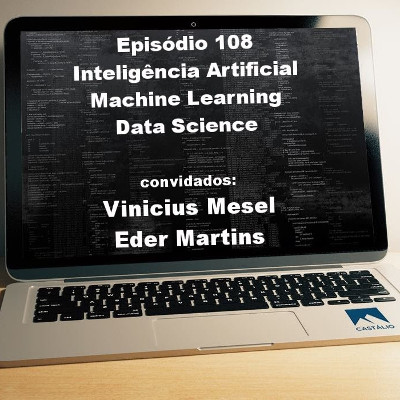 Episódio 108
Inteligência Artificial
Machine Learning
Data Science
convidados:
Vinicius Mesel
Eder Martins
CASTÁLIO